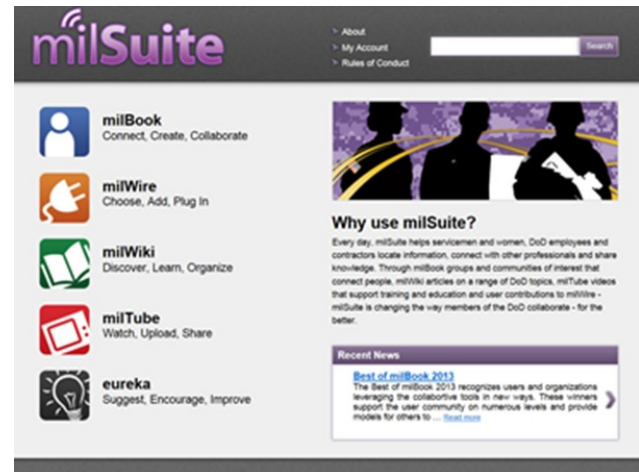 milSuite
> About
> My Account
> Rules of Conduct
Search
milBook
Connect, Create, Collaborate
milWire
Choose, Add, Plug In
milWiki
Discover, Learn, Organize
milTube
Watch, Upload, Share
eureka
Suggest, Encourage, Improve
Why use milSuite?
Every day, milSuite helps servicemen and women, DoD employees and
contractors locate information, connect with other professionals and share
knowledge. Through milBook groups and communities of interest that
connect people, milWiki articles on a range of DoD topics, milTube videos
that support training and education and user contributions to milWire -
milSuite is changing the way members of the DoD collaborate - for the
better.
Recent News
Best of milBook 2013
The Best of milBook 2013 recognizes users and organizations
leveraging the collabortive tools in new ways. These winners
support the user community on numerous levels and provide
models for others to ... Read more